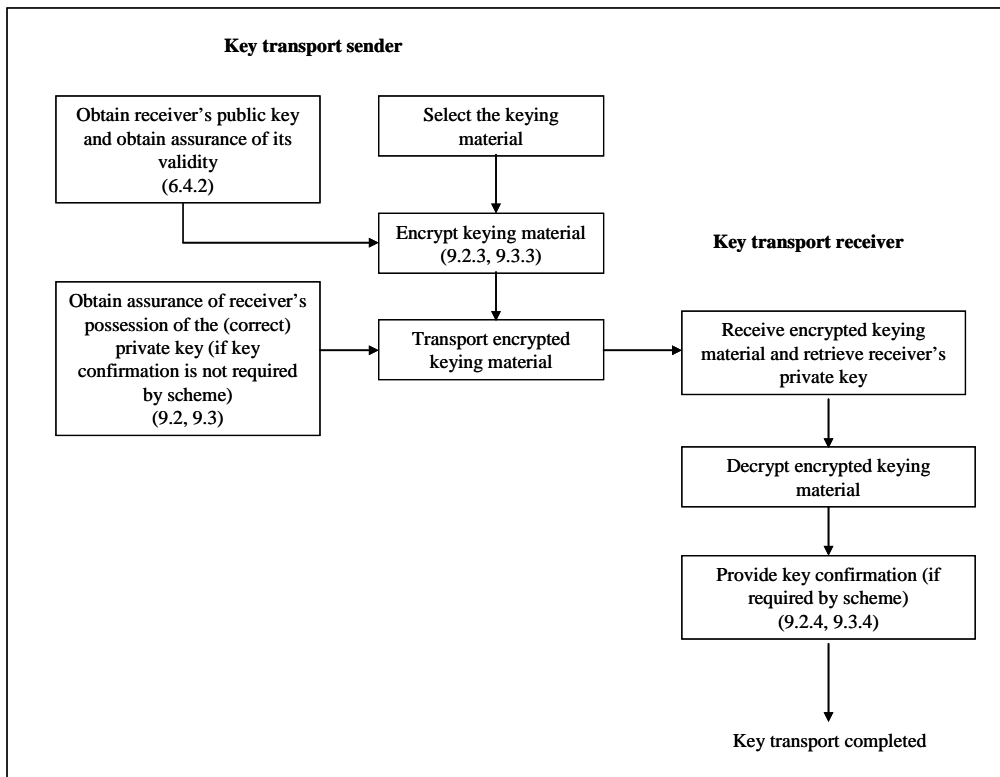 Key transport sender
Obtain receiver’s public key
and obtain assurance of its
validity
(6.4.2)
Select the keying
material
Encrypt keying material
(9.2.3, 9.3.3)
Key transport receiver
Obtain assurance of receiver’s
possession of the (correct)
private key (if key
confirmation is not required
by scheme)
(9.2, 9.3)
Transport encrypted
keying material
Receive encrypted keying
material and retrieve receiver’s
private key
Decrypt encrypted keying
material
Provide key confirmation (if
required by scheme)
(9.2.4, 9.3.4)
Key transport completed